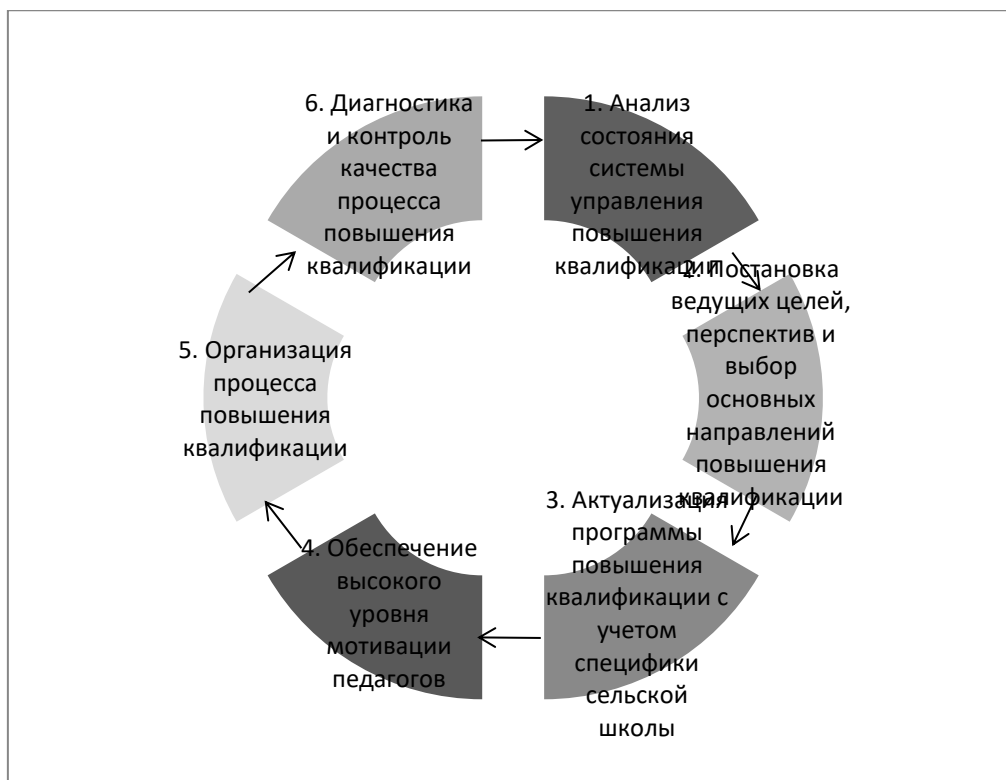 1. Анализ
состояния
системы
управления
повышения
квалификации
2. Постановка
ведущих целей,
перспектив и
выбор
основных
направлений
повышения
квалификации
3. Актуализация
программы
повышения
квалификации с
учетом
специфики
сельской
школы
4. Обеспечение
высокого
уровня
мотивации
педагогов
5. Организация
процесса
повышения
квалификации
6. Диагностика
и контроль
качества
процесса
повышения
квалификации